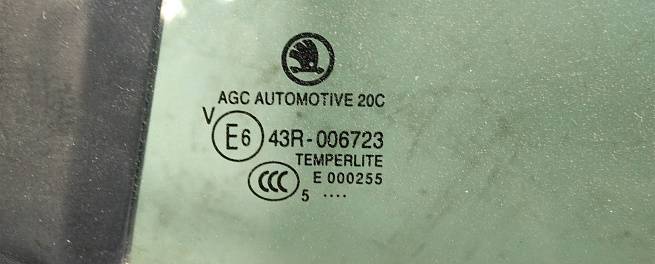 AGC AUTOMOTIVE 20C
V
E6 43R-006723
TEMPERLITE
CCC E 000255
5 ....